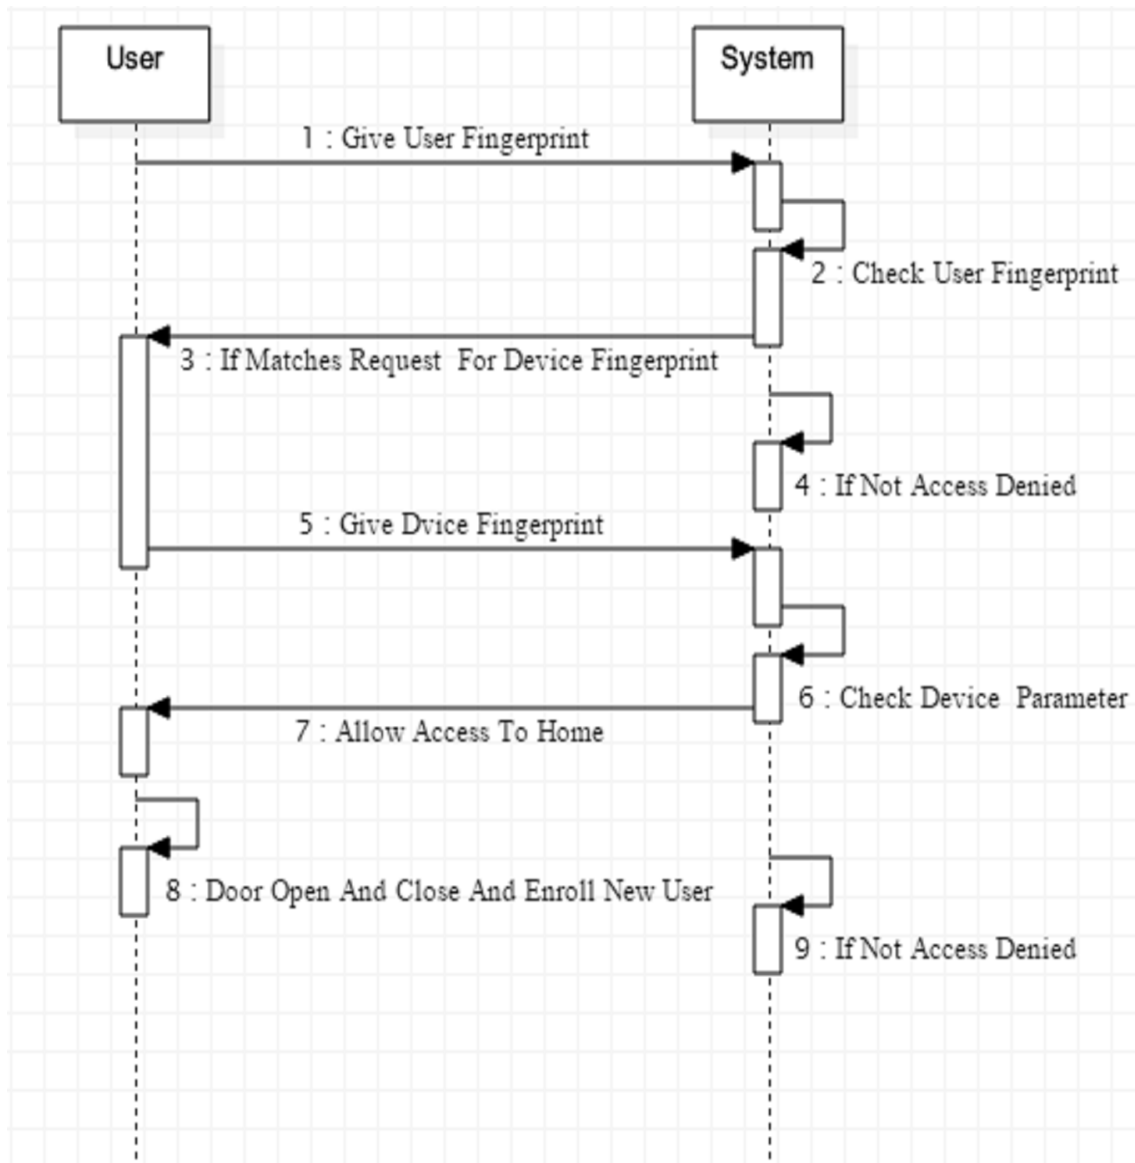 User
System
1 : Give User Fingerprint
2 : Check User Fingerprint
3 : If Matches Request  For Device Fingerprint
4 : If Not Access Denied
5 : Give Dvice Fingerprint
6 : Check Device  Parameter
7 : Allow Access To Home
8 : Door Open And Close And Enroll New User
9 : If Not Access Denied